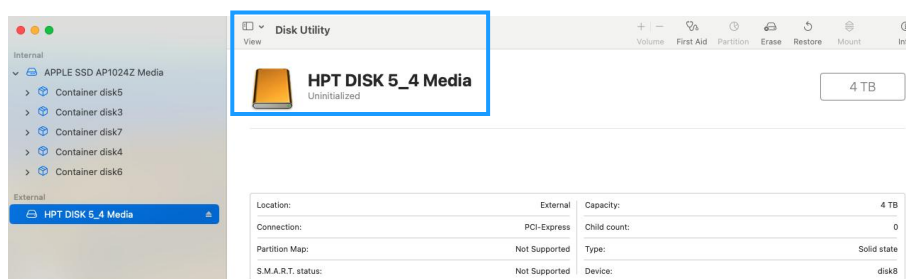 Disk Utility
View
Volume
First Aid
Partition
Erase
Restore
Mount
Internal
APPLE SSD AP1024Z Media
Container disk5
Container disk3
Container disk7
Container disk4
Container disk6
External
HPT DISK 5_4 Media
HPT DISK 5_4 Media
Uninitialized
4 TB
Location: External
Capacity: 4 TB
Connection: PCI-Express
Child count: 0
Partition Map: Not Supported
Type: Solid state
S.M.A.R.T. status: Not Supported
Device: disk8